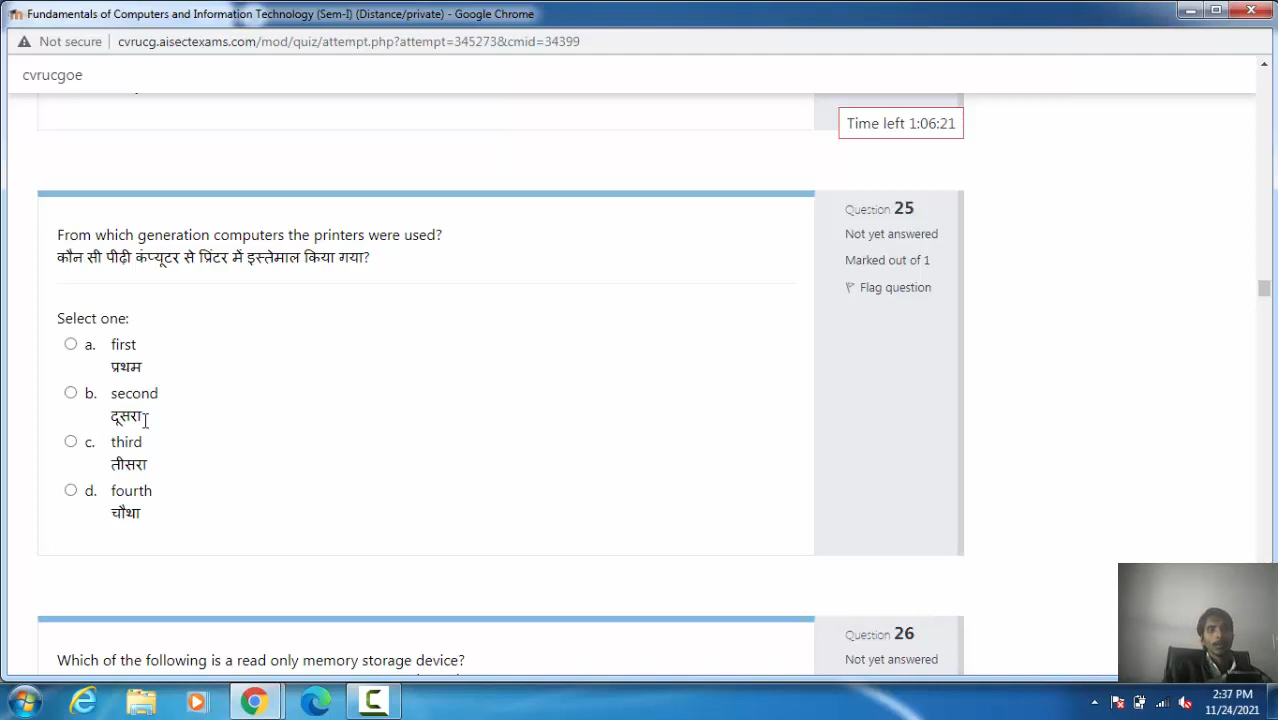 Fundamentals of Computers and Information Technology (Sem-I) (Distance/private) - Google Chrome
Not secure | cvrucg.aisectexams.com/mod/quiz/attempt.php?attempt=345273&cmid=34399
cvrucgoe
Time left 1:06:21
Question 25
From which generation computers the printers were used?
Not yet answered
कौन सी पीढ़ी कंप्यूटर से प्रिंटर में इस्तेमाल किया गया?
Marked out of 1
Flag question
Select one:
a. first
प्रथम
b. second
दूसरा
c. third
तीसरा
d. fourth
चौथा
Question 26
Which of the following is a read only memory storage device?
Not yet answered
2:37 PM
11/24/2021